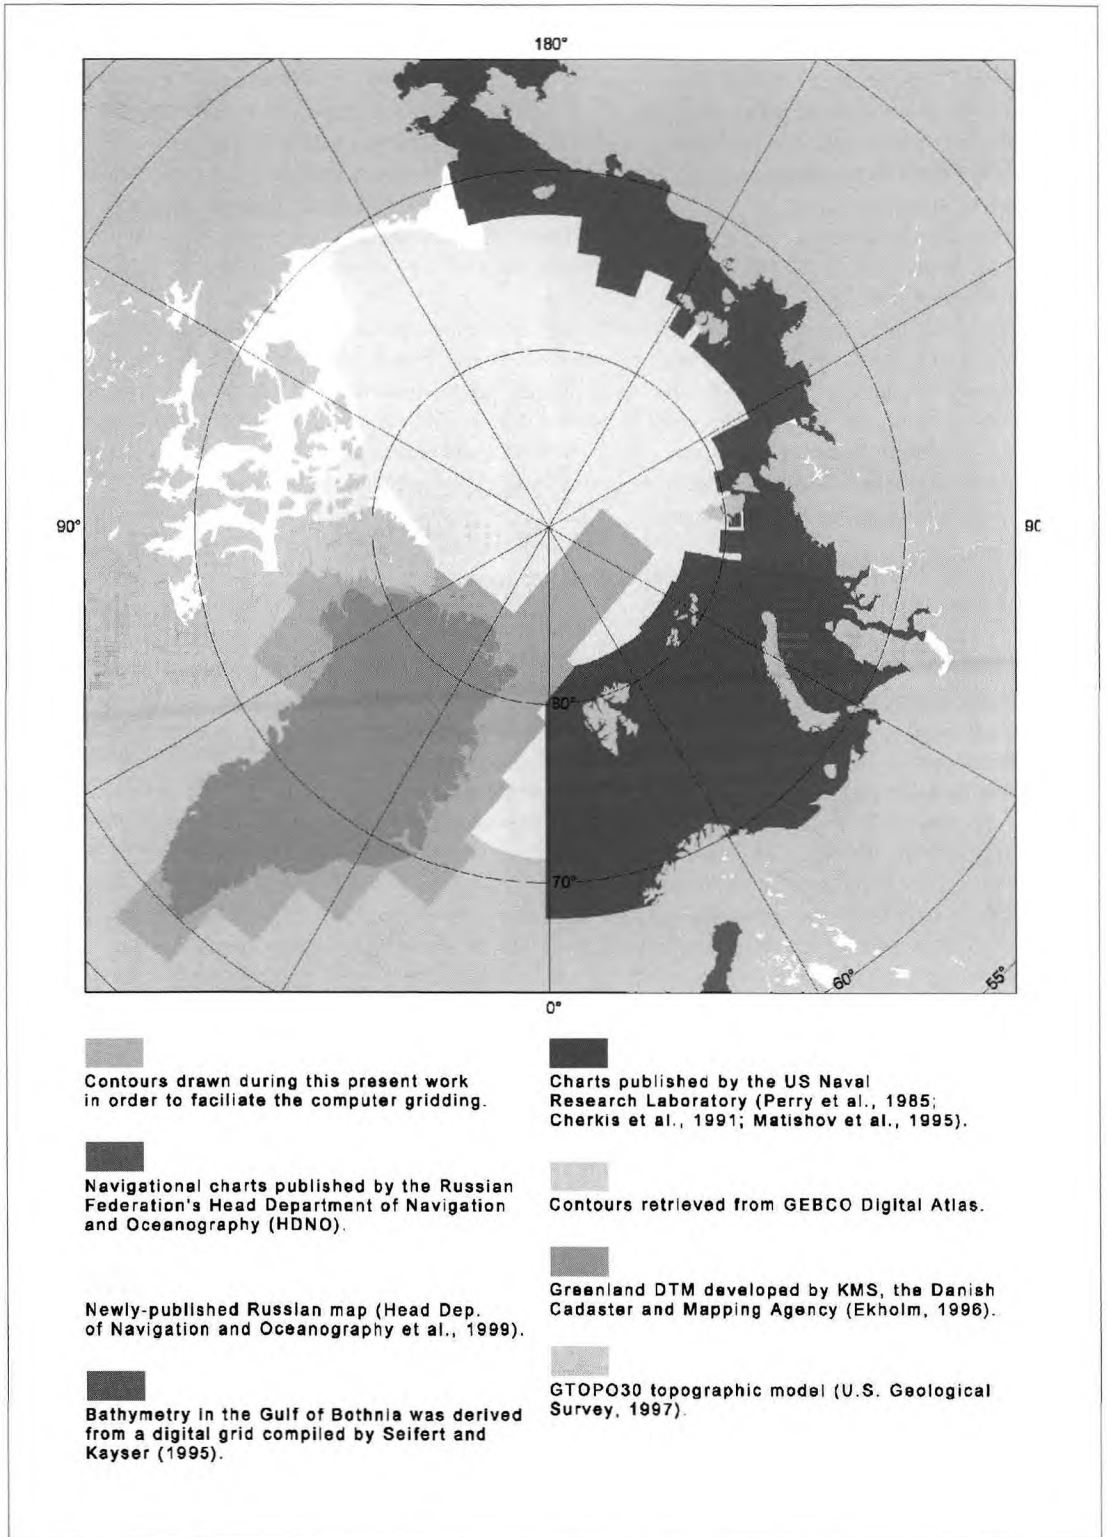 180°
90°
90
80°
70°
60°
55°
0°
Contours drawn during this present work
in order to faciliate the computer gridding.
Navigational charts published by the Russian
Federation's Head Department of Navigation
and Oceanography (HDNO).
Newly-published Russian map (Head Dep.
of Navigation and Oceanography et al., 1999).
Bathymetry in the Gulf of Bothnia was derived
from a digital grid compiled by Seifert and
Kayser (1995).
Charts published by the US Naval
Research Laboratory (Perry et al., 1985;
Cherkis et al., 1991; Matishov et al., 1995).
Contours retrieved from GEBCO Digital Atlas.
Greenland DTM developed by KMS, the Danish
Cadaster and Mapping Agency (Ekholm, 1996).
GTOPO30 topographic model (U.S. Geological
Survey, 1997).